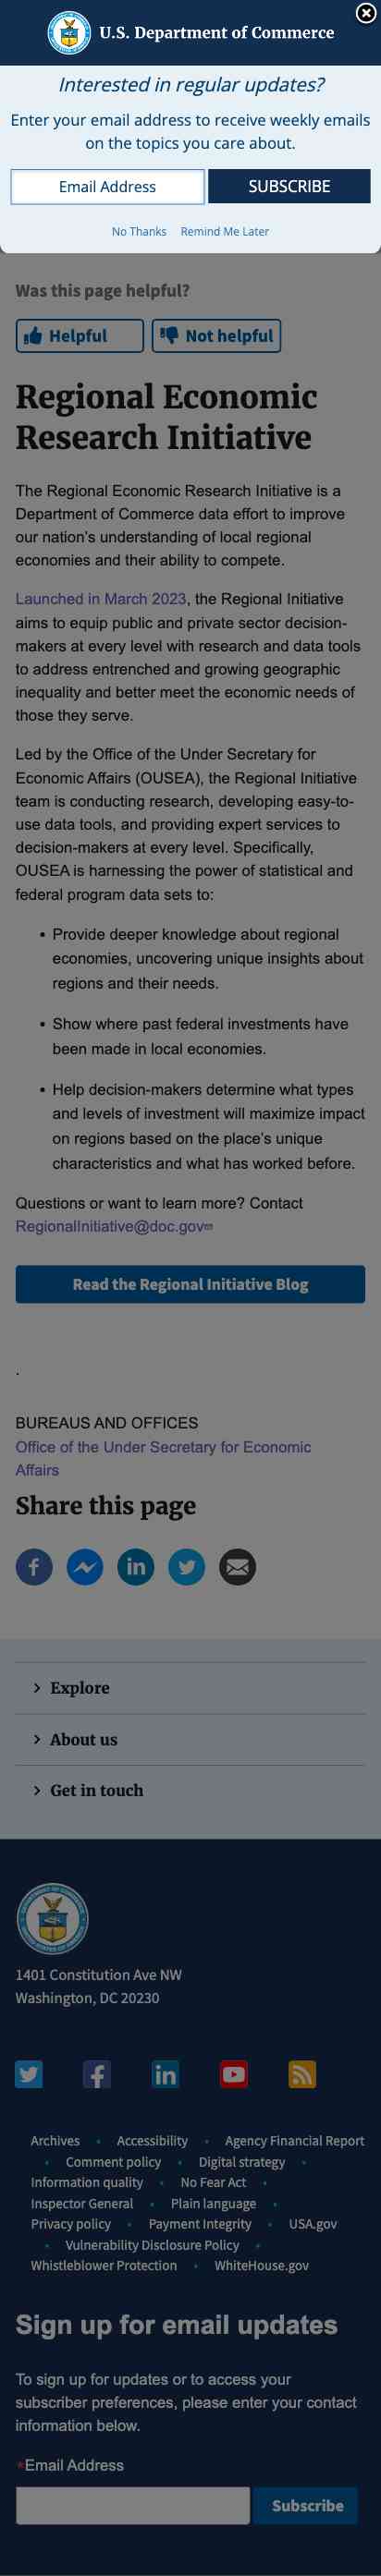 U.S. Department of Commerce
Interested in regular updates?
Enter your email address to receive weekly emails
on the topics you care about.
Email Address
SUBSCRIBE
No Thanks Remind Me Later
Was this page helpful?
Helpful
Not helpful
Regional Economic
Research Initiative
The Regional Economic Research Initiative is a
Department of Commerce data effort to improve
our nation's understanding of local regional
economies and their ability to compete.
Launched in March 2023, the Regional Initiative
aims to equip public and private sector decision-
makers at every level with research and data tools
to address entrenched and growing geographic
inequality and better meet the economic needs of
those they serve.
Led by the Office of the Under Secretary for
Economic Affairs (OUSEA), the Regional Initiative
team is conducting research, developing easy-to-
use data tools, and providing expert services to
decision-makers at every level. Specifically,
OUSEA is harnessing the power of statistical and
federal program data sets to:
• Provide deeper knowledge about regional
economies, uncovering unique insights about
regions and their needs.
• Show where past federal investments have
been made in local economies.
• Help decision-makers determine what types
and levels of investment will maximize impact
on regions based on the place's unique
characteristics and what has worked before.
Questions or want to learn more? Contact
RegionalInitiative@doc.gov
Read the Regional Initiative Blog
.
BUREAUS AND OFFICES
Office of the Under Secretary for Economic
Affairs
Share this page
Explore
About us
Get in touch
1401 Constitution Ave NW
Washington, DC 20230
Archives • Accessibility • Agency Financial Report
• Comment policy • Digital strategy •
Information quality • No Fear Act •
Inspector General • Plain language •
Privacy policy • Payment Integrity • USA.gov
• Vulnerability Disclosure Policy •
Whistleblower Protection • WhiteHouse.gov
Sign up for email updates
To sign up for updates or to access your
subscriber preferences, please enter your contact
information below.
*Email Address
Subscribe